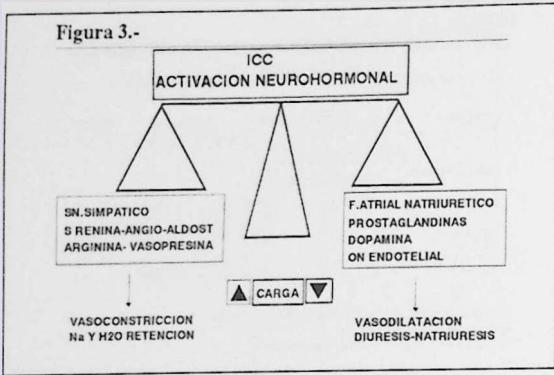 Figura 3.-
ICC
ACTIVACION NEUROHORMONAL
SN.SIMPATICO
S RENINA-ANGIO-ALDOST
ARGININA- VASOPRESINA
F.ATRIAL NATRIURETICO
PROSTAGLANDINAS
DOPAMINA
ON ENDOTELIAL
CARGA
VASOCONSTRICCION
Na Y H2O RETENCION
VASODILATACION
DIURESIS-NATRIURESIS